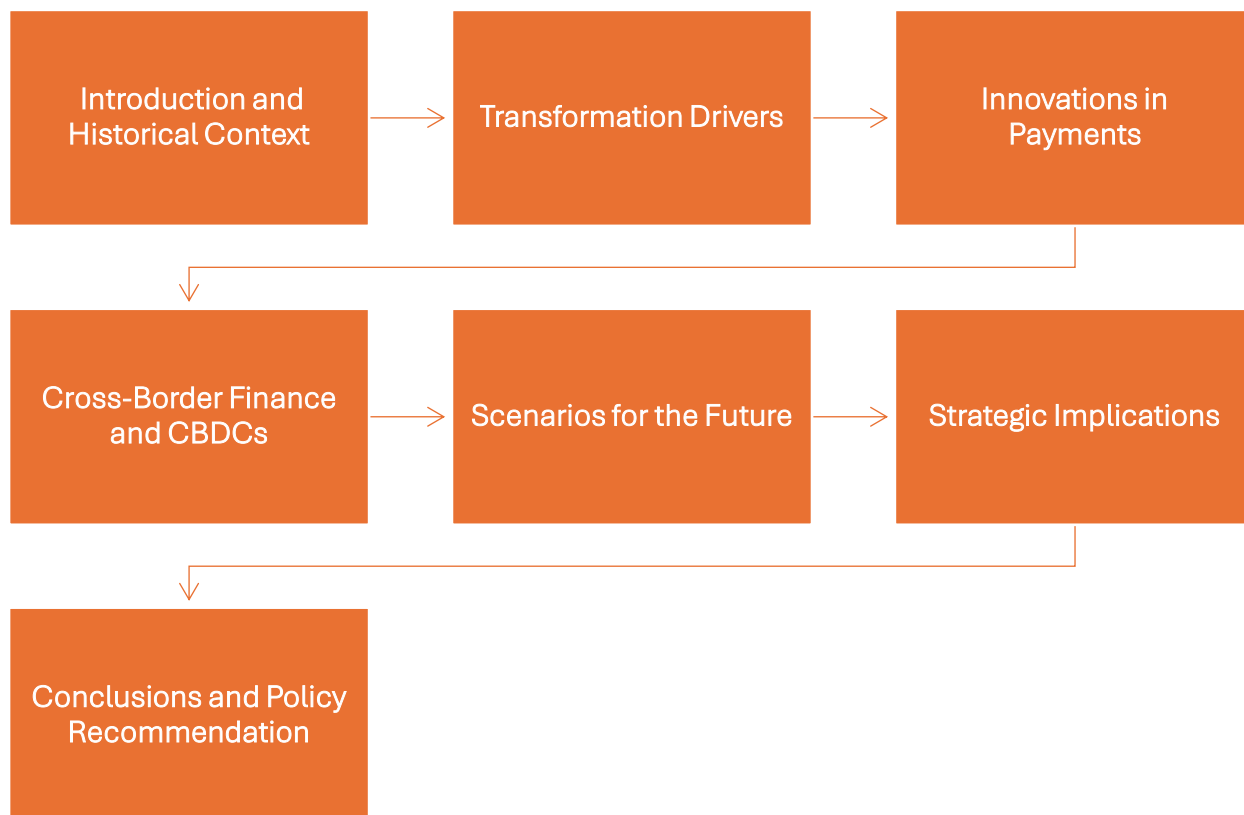 Introduction and
Historical Context
Transformation Drivers
Innovations in
Payments
Cross-Border Finance
and CBDCs
Scenarios for the Future
Strategic Implications
Conclusions and Policy
Recommendation